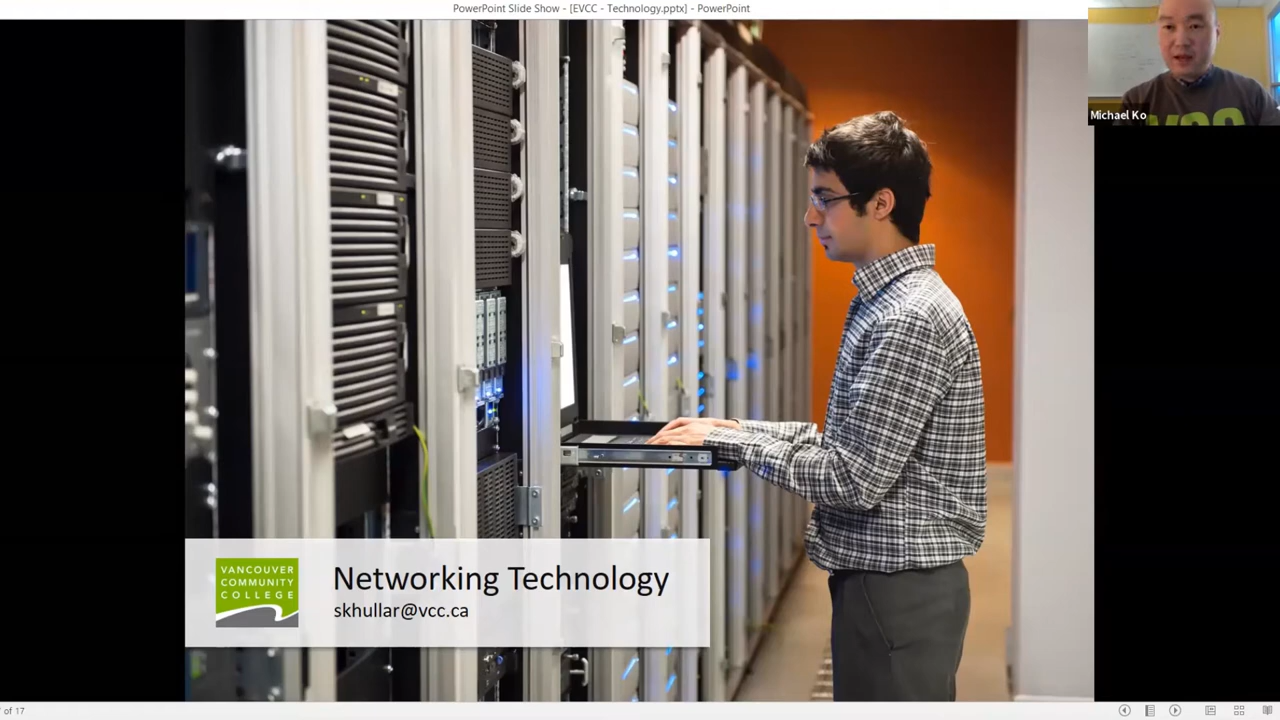 PowerPoint Slide Show - [EVCC - Technology.pptx] - PowerPoint
Michael Ko
VCC
VANCOUVER
COMMUNITY
COLLEGE
Networking Technology
skhullar@vcc.ca
of 17